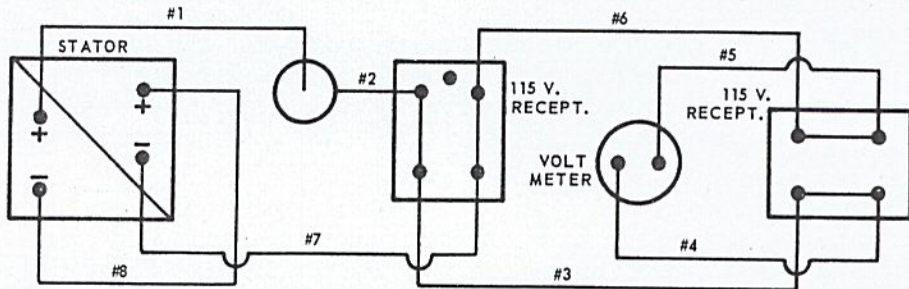 #1
#6
STATOR
#2
#5
115 V.
RECEPT.
115 V.
RECEPT.
+
+
−
−
VOLT
METER
#7
#4
#8
#3